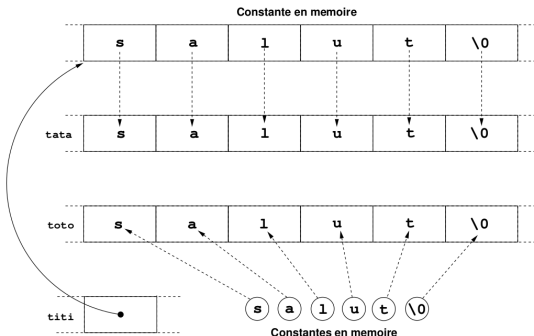 Constante en memoire
s a l u t \0
tata s a l u t \0
toto s a l u t \0
s a l u t \0
titi
Constantes en memoire